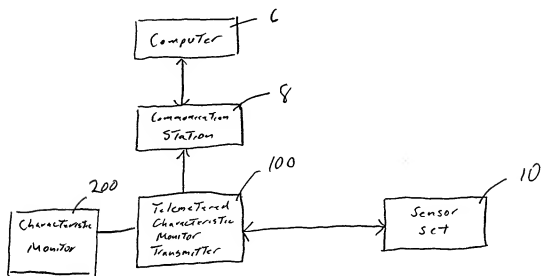 6
Computer
8
Communication
Station
100
200
Telemetered
Characteristic
Monitor
Transmitter
Characteristic
Monitor
10
Sensor
Set